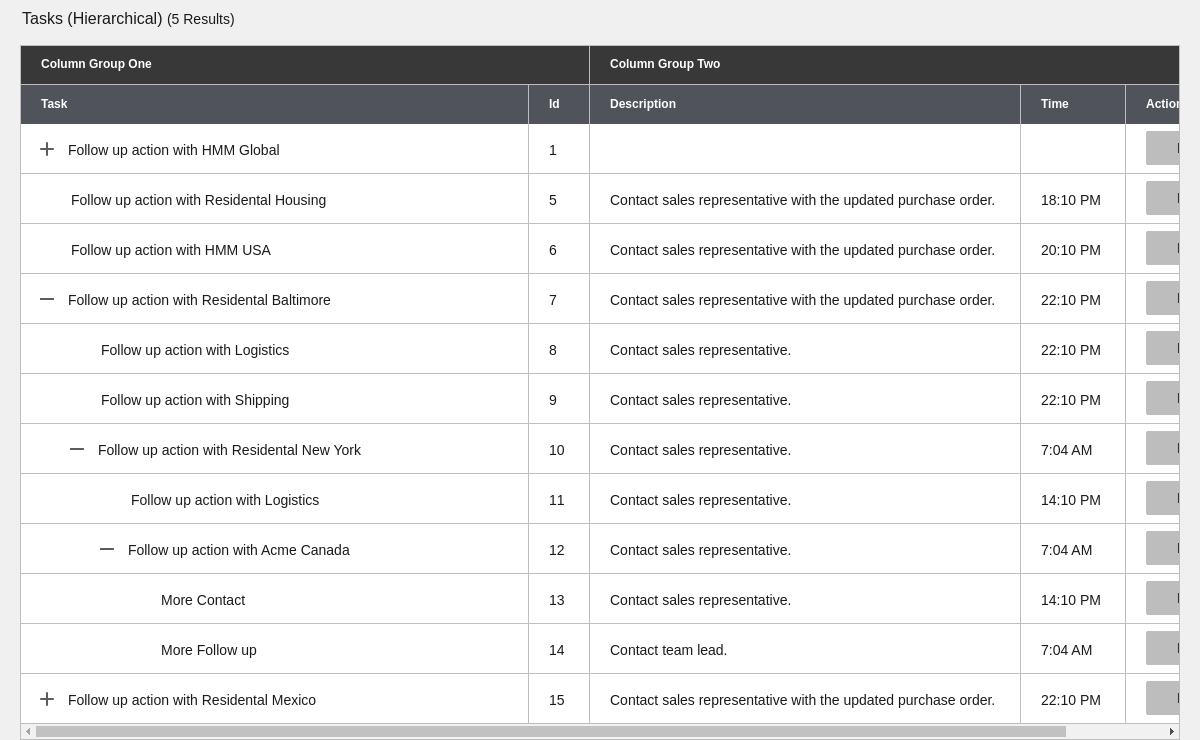 Tasks (Hierarchical) (5 Results)
Column Group One Column Group Two
Task Id Description Time
Follow up action with HMM Global 1
Follow up action with Residential Housing 5 Contact sales representative with the updated purchase order. 18:10 PM
Follow up action with HMM USA 6 Contact sales representative with the updated purchase order. 20:10 PM
Follow up action with Residental Baltimore 7 Contact sales representative with the updated purchase order. 22:10 PM
Follow up action with Logistics 8 Contact sales representative. 22:10 PM
Follow up action with Shipping 9 Contact sales representative. 22:10 PM
Follow up action with Residental New York 10 Contact sales representative. 7:04 AM
Follow up action with Logistics 11 Contact sales representative. 14:10 PM
Follow up action with Acme Canada 12 Contact sales representative. 7:04 AM
More Contact 13 Contact sales representative. 14:10 PM
More Follow up 14 Contact team lead. 7:04 AM
Follow up action with Residental Mexico 15 Contact sales representative with the updated purchase order. 22:10 PM